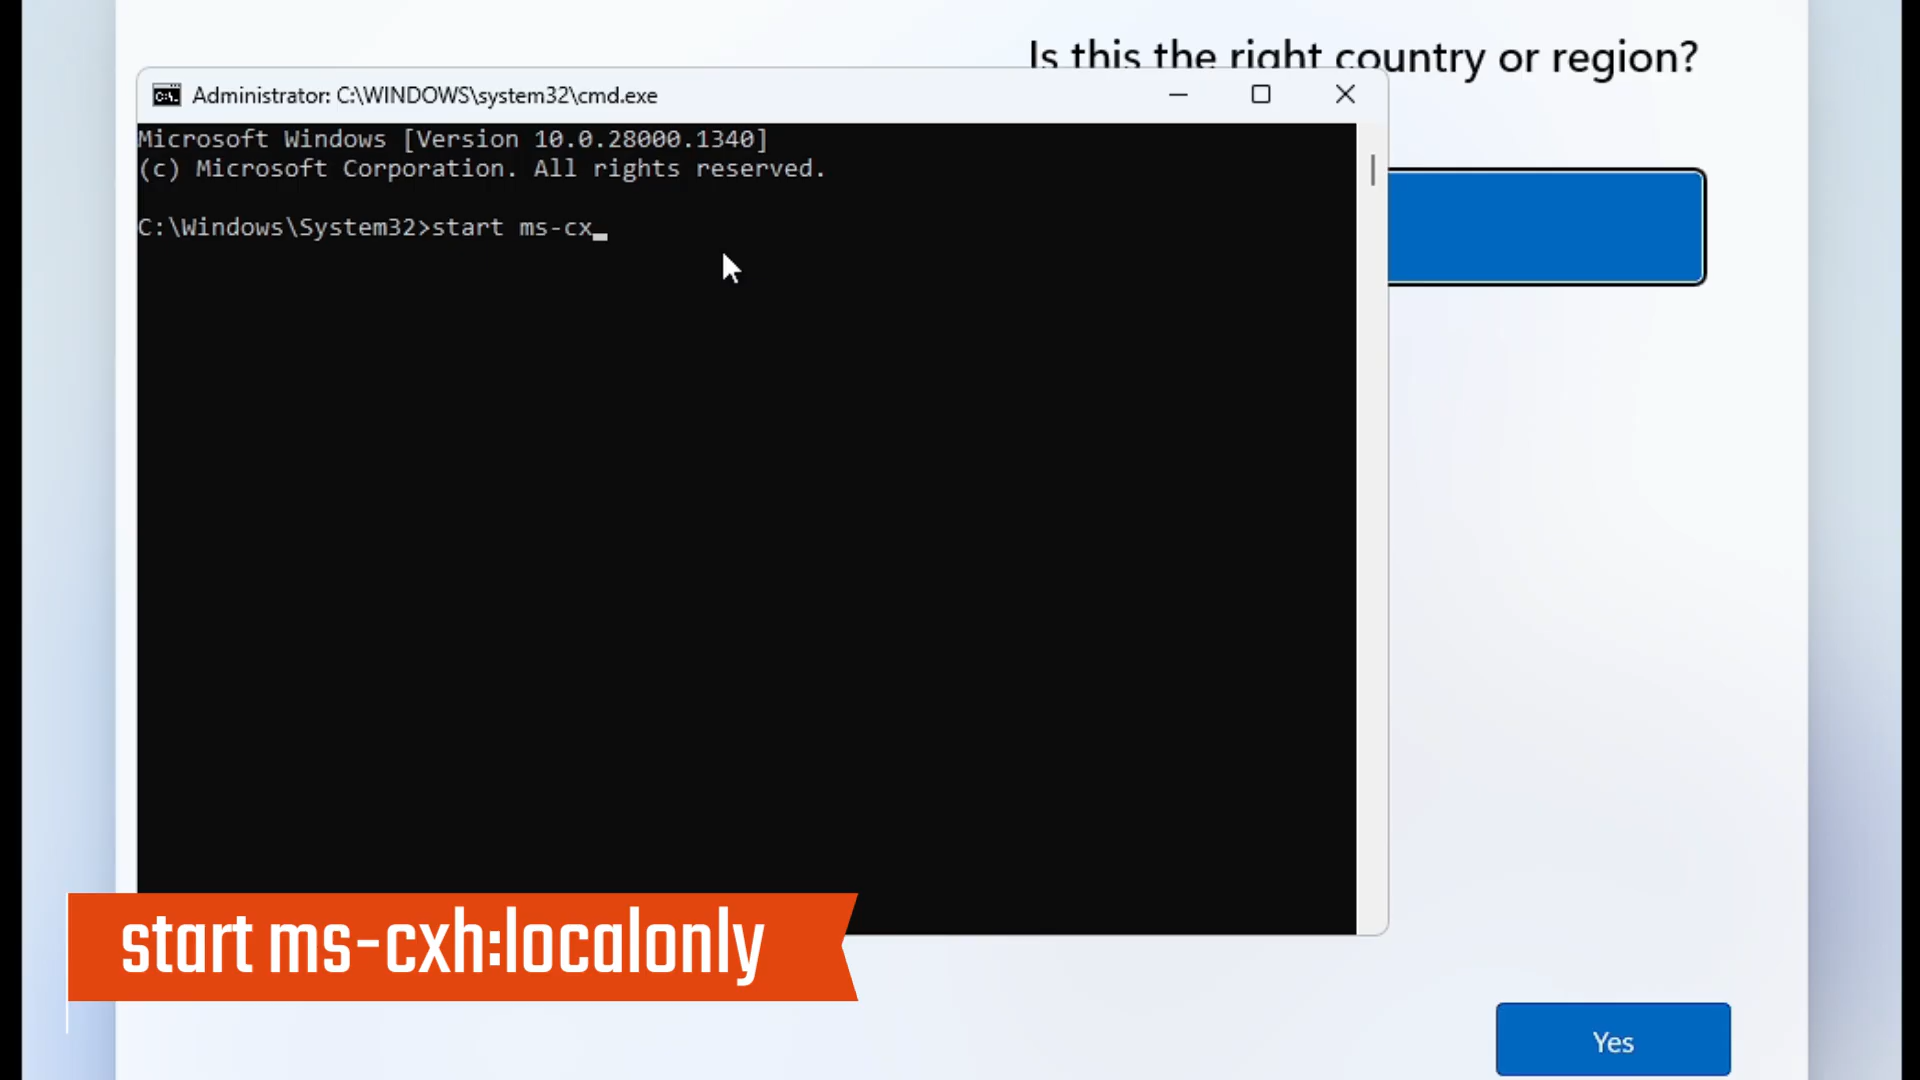 Is this the right country or region?
Administrator: C:\WINDOWS\system32\cmd.exe
Microsoft Windows [Version 10.0.28000.1340]
(c) Microsoft Corporation. All rights reserved.
C:\Windows\System32>start ms-cx_
start ms-cxh:localonly
Yes